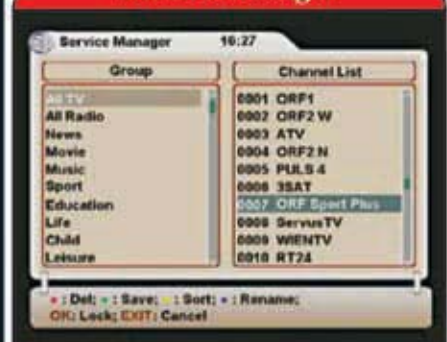 Service Manager 16:27
Group
All TV
All Radio
News
Movie
Music
Sport
Education
Life
Child
Leisure
Channel List
0001 ORF1
0002 ORF2 W
0003 ATV
0004 ORF2 N
0005 PULS 4
0006 3SAT
0007 ORF Sport Plus
0008 ServusTV
0009 WIENTV
0010 RT24
: Del; : Save; : Sort; : Rename;
OK: Lock; EXIT: Cancel